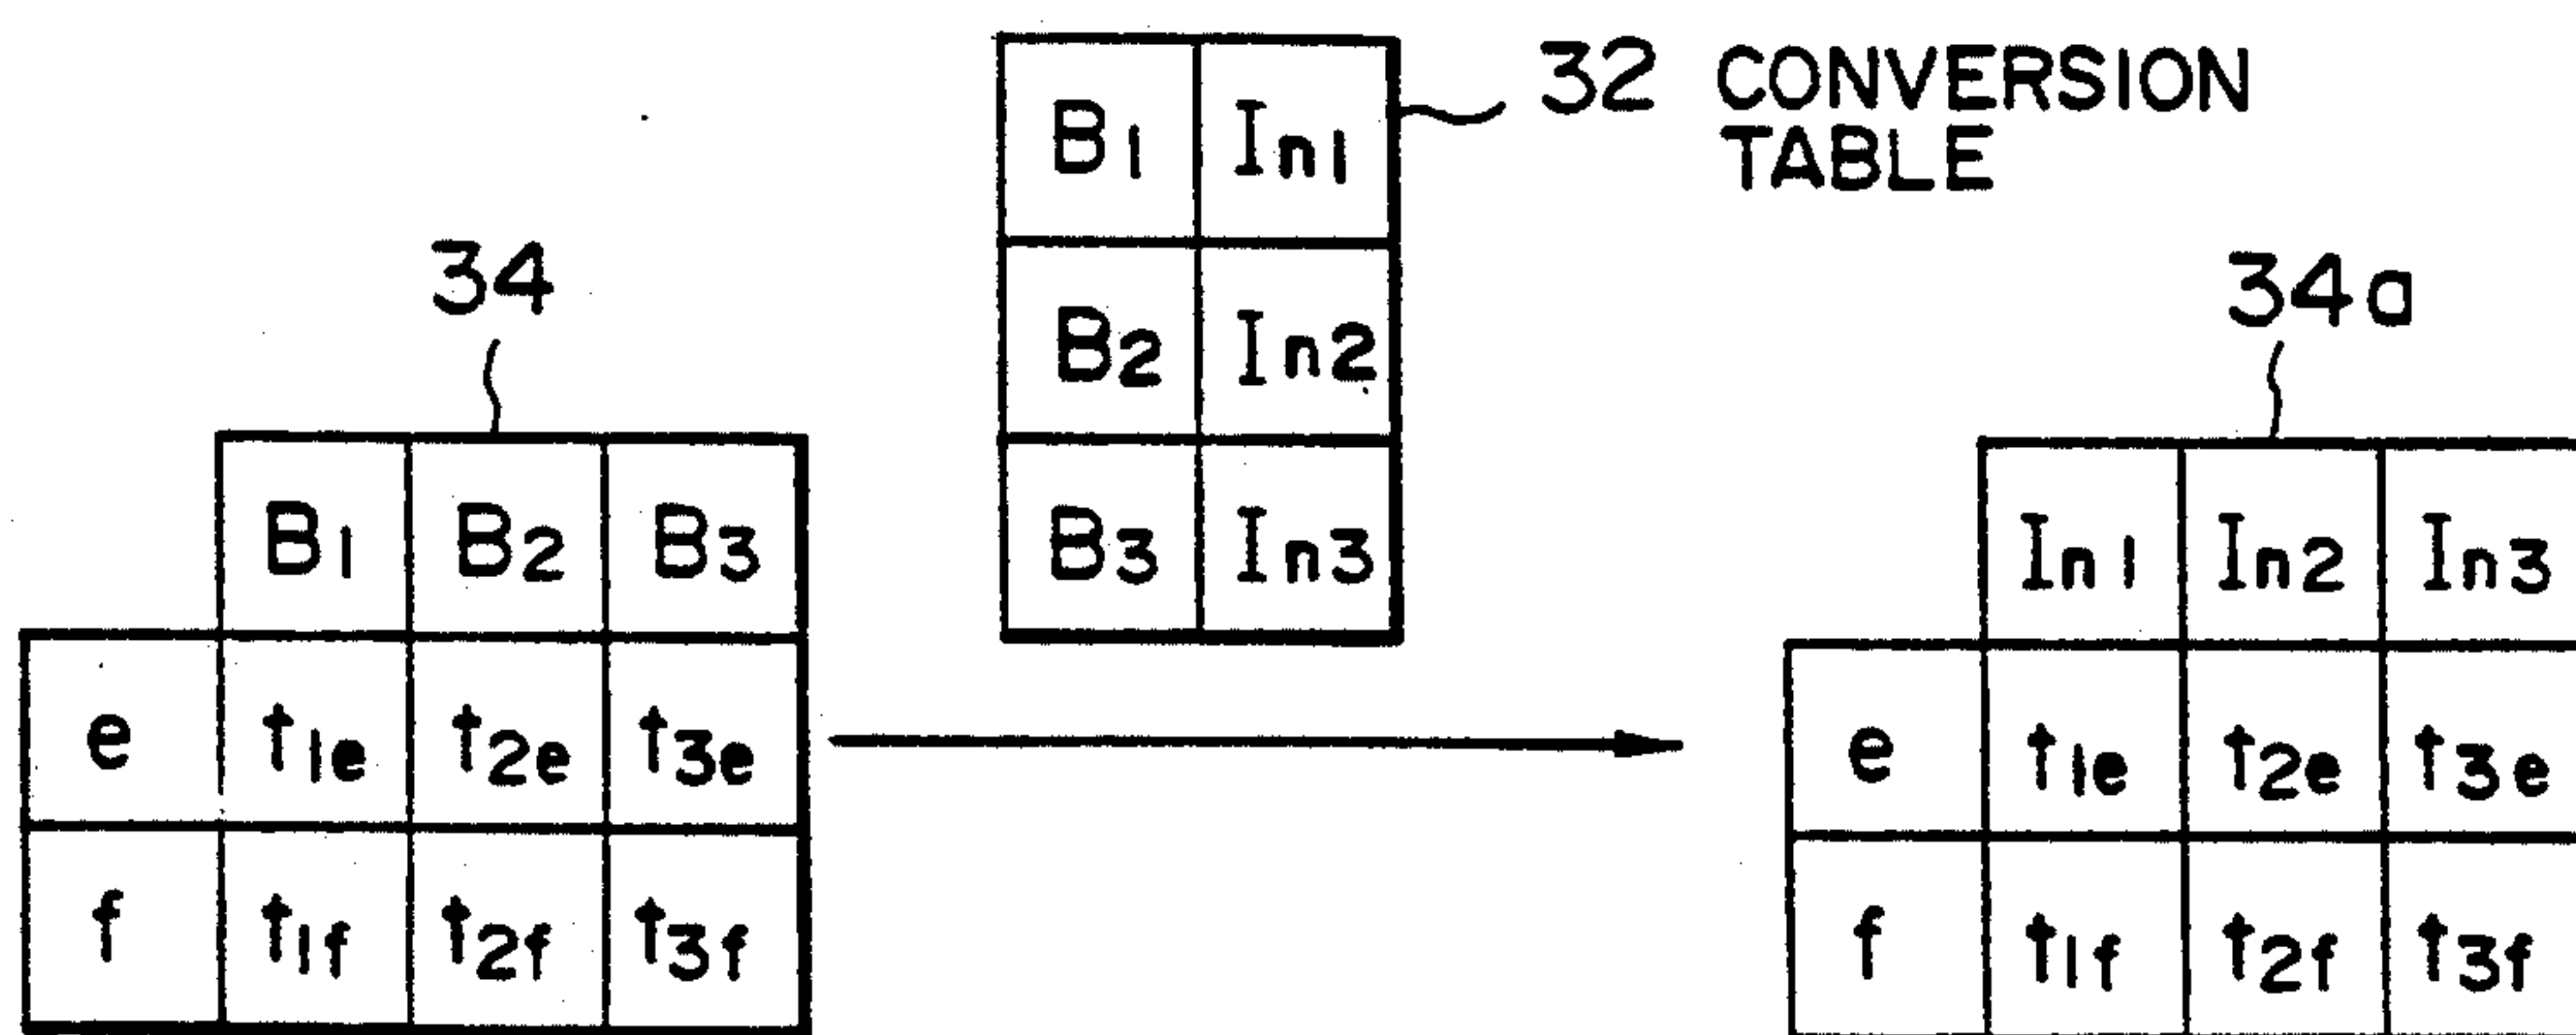 B1 In1
32 CONVERSION
TABLE
B2 In2
B3 In3
34
B1 B2 B3
e t1e t2e t3e
f t1f t2f t3f
34a
In1 In2 In3
e t1e t2e t3e
f t1f t2f t3f